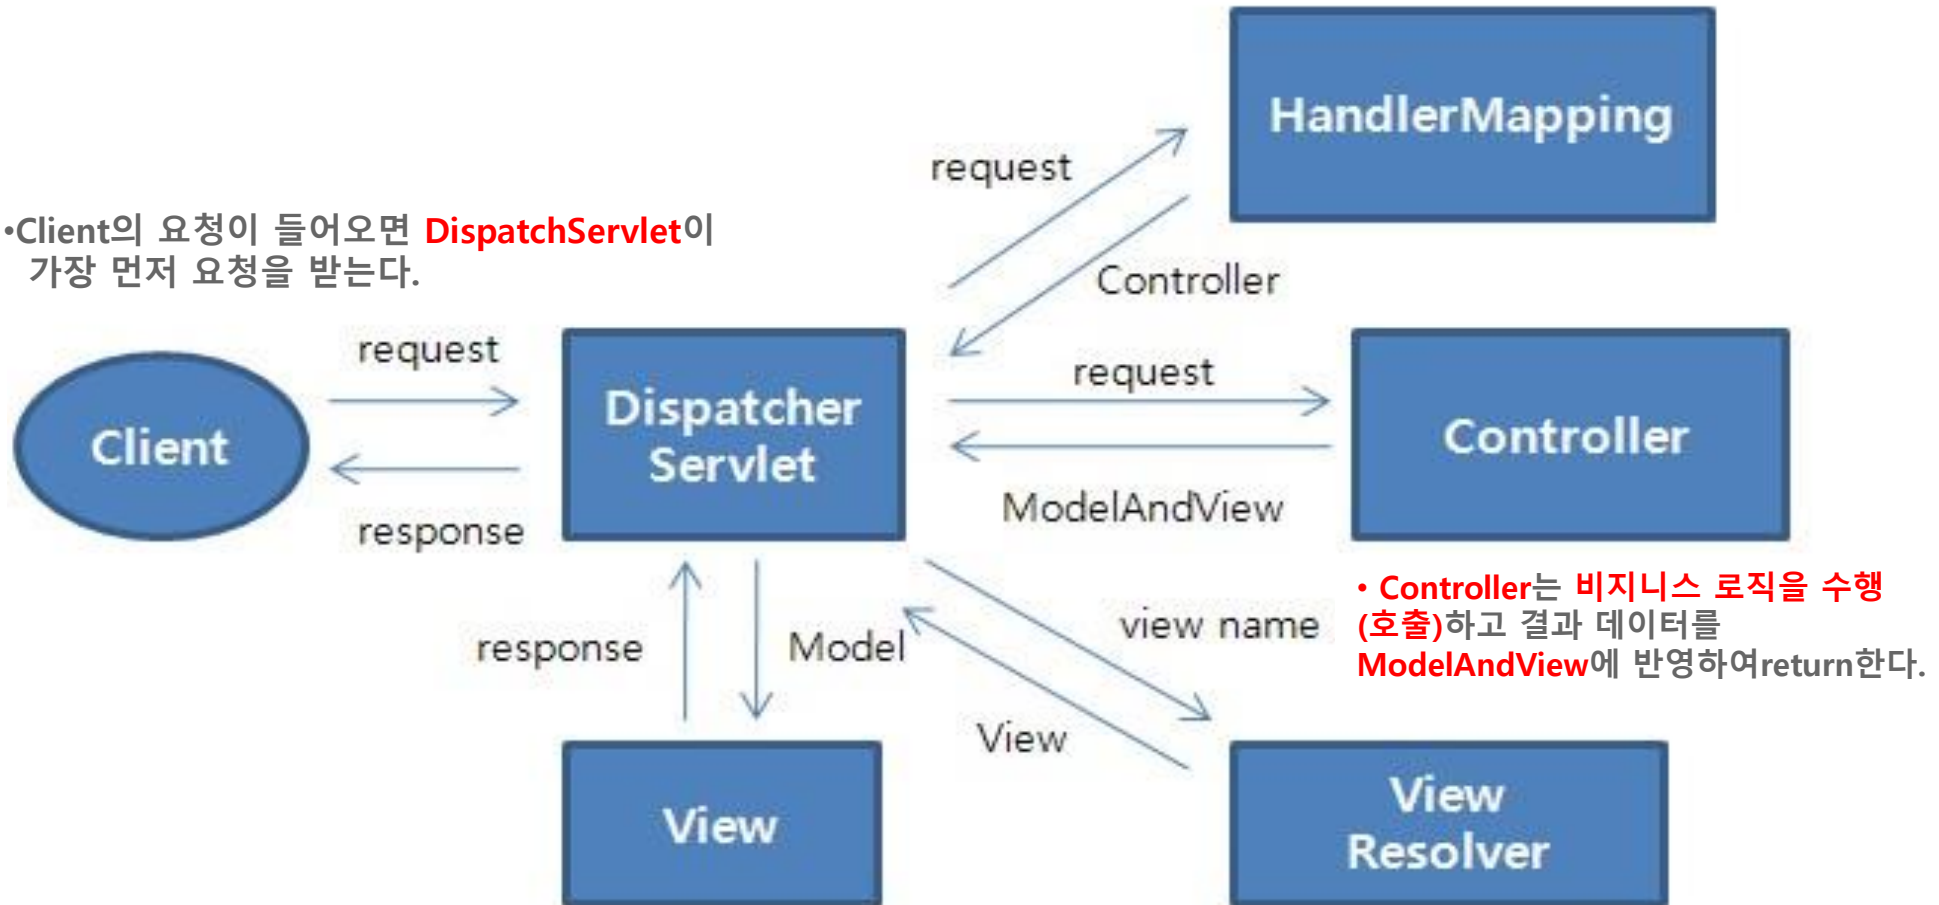 HandlerMapping
request
•Client의 요청이 들어오면 DispatchServlet이
가장 먼저 요청을 받는다.
Controller
request
request
Client
Dispatcher
Servlet
Controller
response
ModelAndView
• Controller는 비지니스 로직을 수행
(호출)하고 결과 데이터를
ModelAndView에 반영하여return한다.
response
Model
view name
View
View
View
Resolver